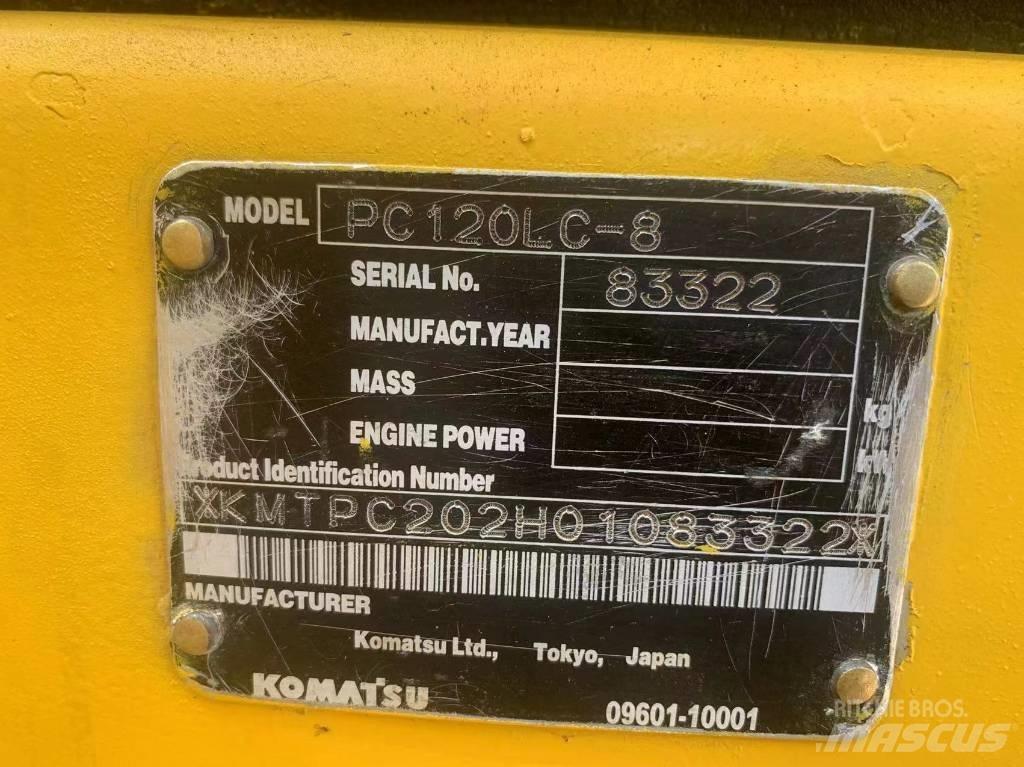 MODEL PC120LC-8
SERIAL No. 83322
MANUFACT.YEAR
MASS kg
ENGINE POWER kW
Product Identification Number
*KMTPC202H01083322*
MANUFACTURER
Komatsu Ltd., Tokyo, Japan
KOMATSU 09601-10001
RITCHIE BROS.
MASCUS